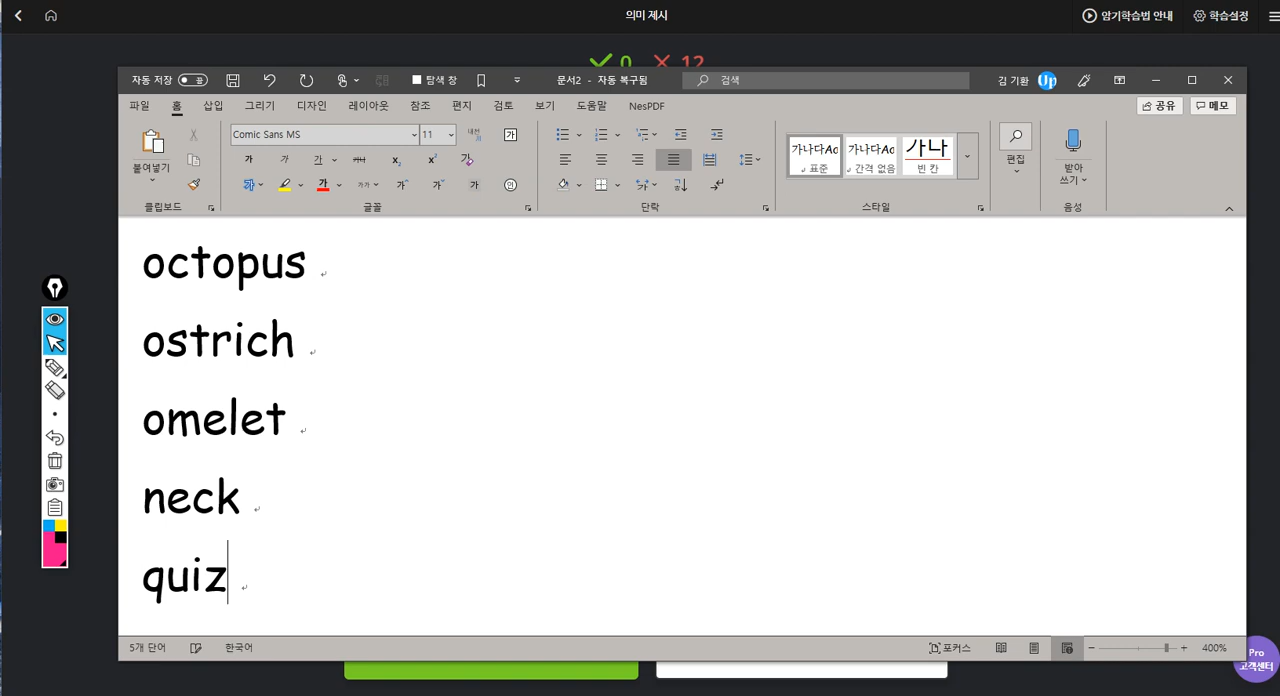 의미 제시
암기학습법 안내
학습설정
0
12
자동 저장 끔
탐색 창
문서2 - 자동 복구됨
검색
김 기환
파일 홈 삽입 그리기 디자인 레이아웃 참조 편지 검토 보기 도움말 NesPDF
공유 메모
붙여넣기
클립보드
Comic Sans MS 11
글꼴
단락
가나다Aa 가나다Aa 가나
표준 간격 없음 빈 칸
스타일
편집
받아
쓰기
음성
octopus
ostrich
omelet
neck
quiz
5개 단어 한국어 포커스 400%
Pro
고객센터